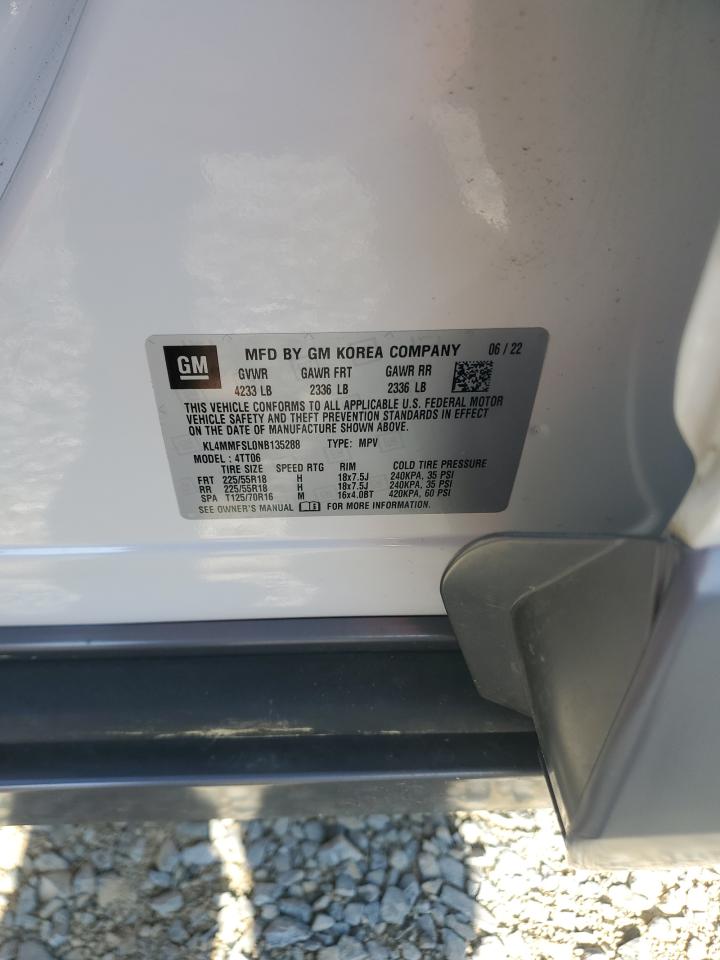 GM MFD BY GM KOREA COMPANY 06 / 22
GVWR GAWR FRT GAWR RR
4233 LB 2336 LB 2336 LB
THIS VEHICLE CONFORMS TO ALL APPLICABLE U.S. FEDERAL MOTOR
VEHICLE SAFETY AND THEFT PREVENTION STANDARDS IN EFFECT
ON THE DATE OF MANUFACTURE SHOWN ABOVE.
KL4MMFSL0NB135288 TYPE: MPV
MODEL : 4TT06
TIRE SIZE SPEED RTG RIM COLD TIRE PRESSURE
FRT 225/55R18 H 18x7.5J 240KPA, 35 PSI
RR 225/55R18 H 18x7.5J 240KPA, 35 PSI
SPA T125/70R16 M 16x4.0BT 420KPA, 60 PSI
SEE OWNER'S MANUAL FOR MORE INFORMATION.